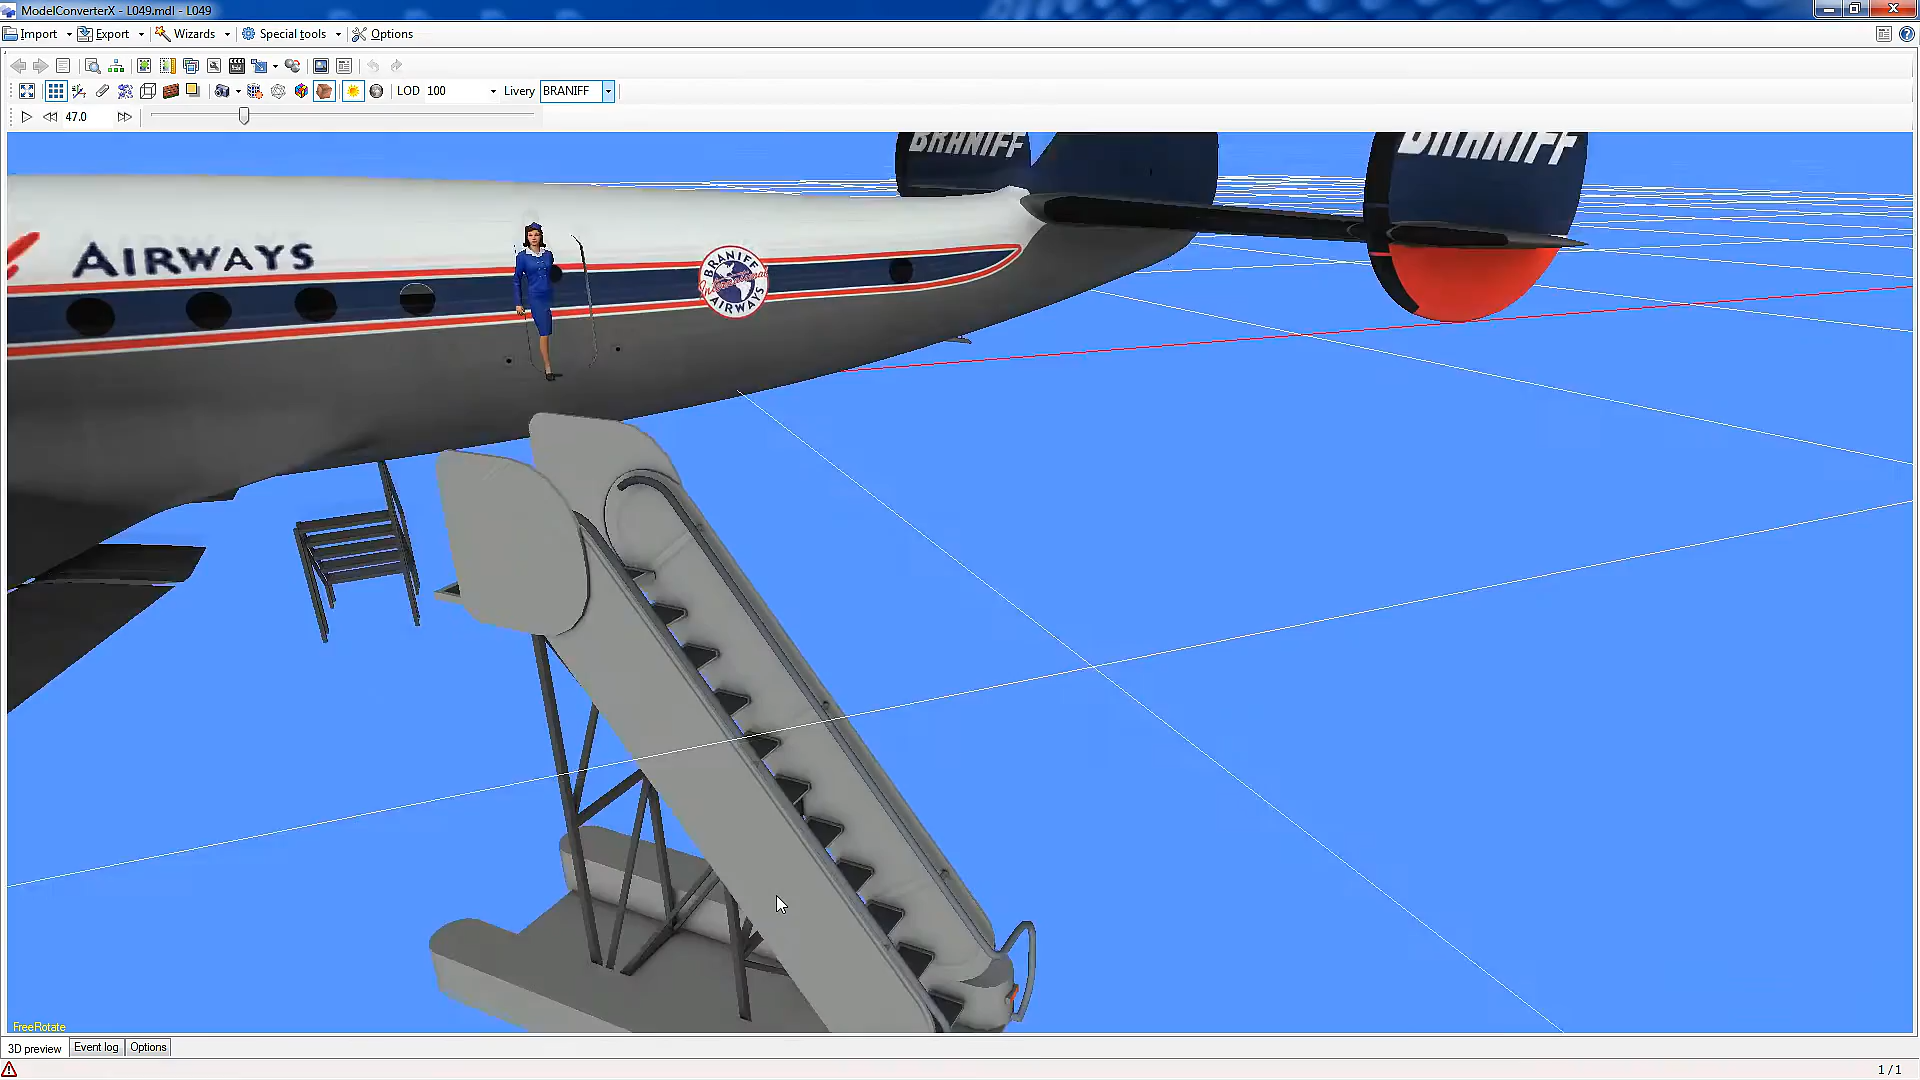 ModelConverterX - L049.mdl - L049
Import Export Wizards Special tools Options
LOD 100 Livery BRANIFF
47.0
BRANIFF
BRANIFF
AIRWAYS
BRANIFF
International
AIRWAYS
FreeRotate
3D preview Event log Options
1 / 1